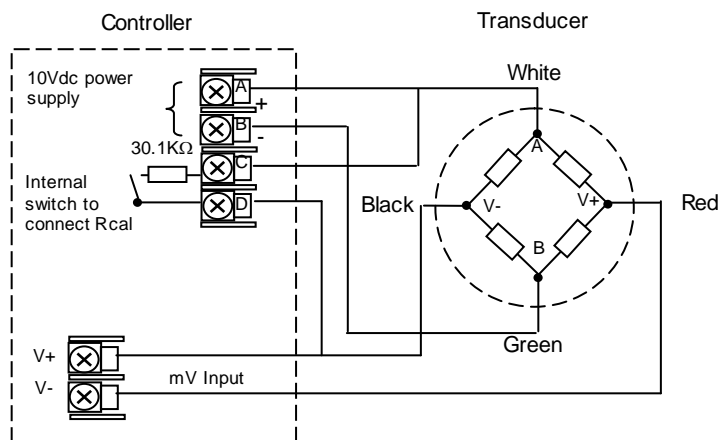 Controller
Transducer
10Vdc power
supply
A
+
B
-
30.1KΩ
C
Internal
switch to
connect Rcal
D
White
A
Black
V-
V+
Red
B
Green
V+
V-
mV Input